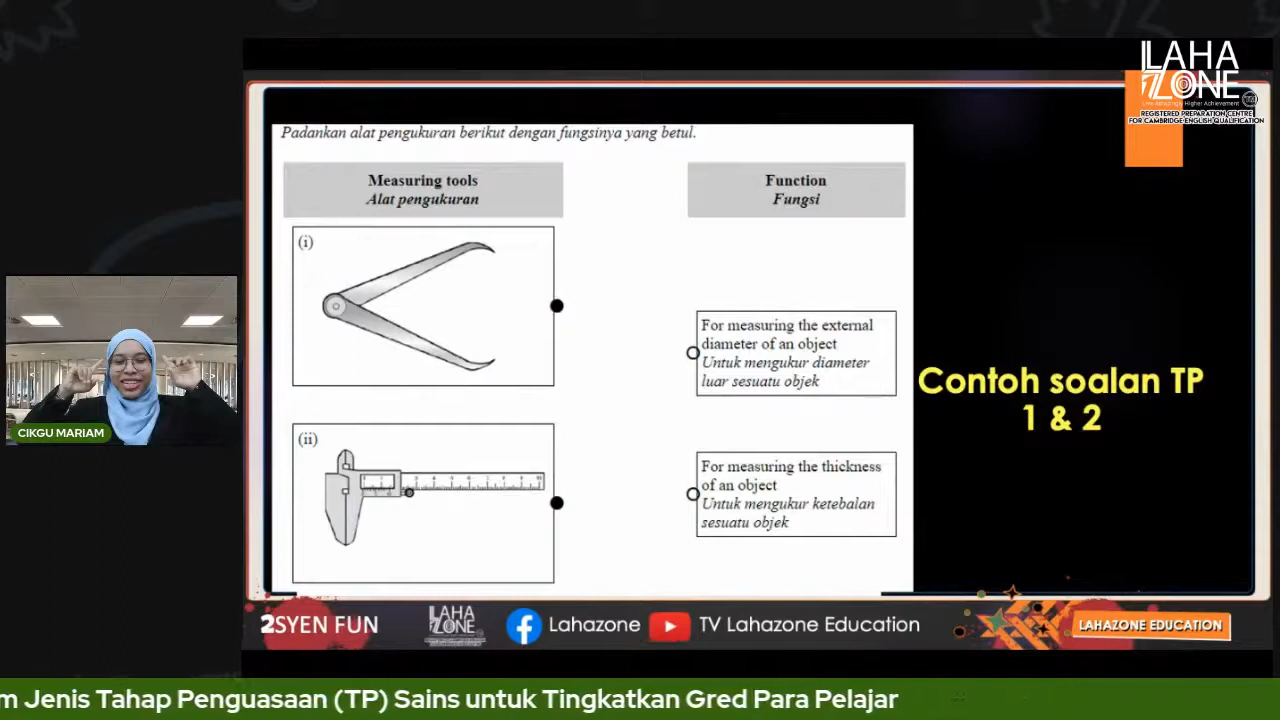 LAHA
ZONE
Live Amazingly Higher Achievement
REGISTERED PREPARATION CENTRE
FOR CAMBRIDGE ENGLISH QUALIFICATION
Padankan alat pengukuran berikut dengan fungsinya yang betul.
Measuring tools
Alat pengukuran
Function
Fungsi
(i)
For measuring the external
diameter of an object
Untuk mengukur diameter
luar sesuatu objek
(ii)
For measuring the thickness
of an object
Untuk mengukur ketebalan
sesuatu objek
Contoh soalan TP
1 & 2
CIKGU MARIAM
2SYEN FUN
LAHA
ZONE
Lahazone
TV Lahazone Education
LAHAZONE EDUCATION
m Jenis Tahap Penguasaan (TP) Sains untuk Tingkatkan Gred Para Pelajar